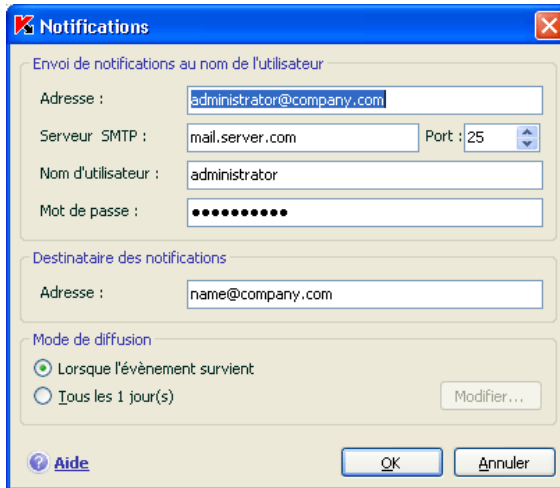 Notifications
Envoi de notifications au nom de l'utilisateur
Adresse : administrator@company.com
Serveur SMTP : mail.server.com Port : 25
Nom d'utilisateur : administrator
Mot de passe : ●●●●●●●●●●
Destinataire des notifications
Adresse : name@company.com
Mode de diffusion
Lorsque l'évènement survient
Tous les 1 jour(s) Modifier...
Aide OK Annuler